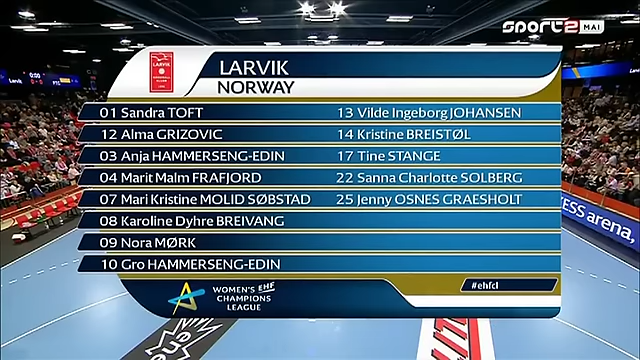 SPORT2 MAI
LARVIK
NORWAY
01 Sandra TOFT
12 Alma GRIZOVIC
03 Anja HAMMERSENG-EDIN
04 Marit Malm FRAFJORD
07 Mari Kristine MOLID SØBSTAD
08 Karoline Dyhre BREIVANG
09 Nora MØRK
10 Gro HAMMERSENG-EDIN
13 Vilde Ingeborg JOHANSEN
14 Kristine BREISTØL
17 Tine STANGE
22 Sanna Charlotte SOLBERG
25 Jenny OSNES GRAESHOLT
WOMEN'S EHF
CHAMPIONS
LEAGUE
#ehfcl
arena,